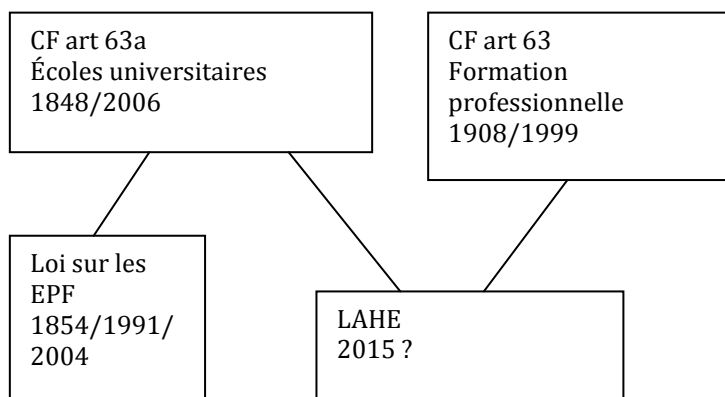 CF art 63a
Écoles universitaires
1848/2006
CF art 63
Formation
professionnelle
1908/1999
Loi sur les
EPF
1854/1991/
2004
LAHE
2015 ?